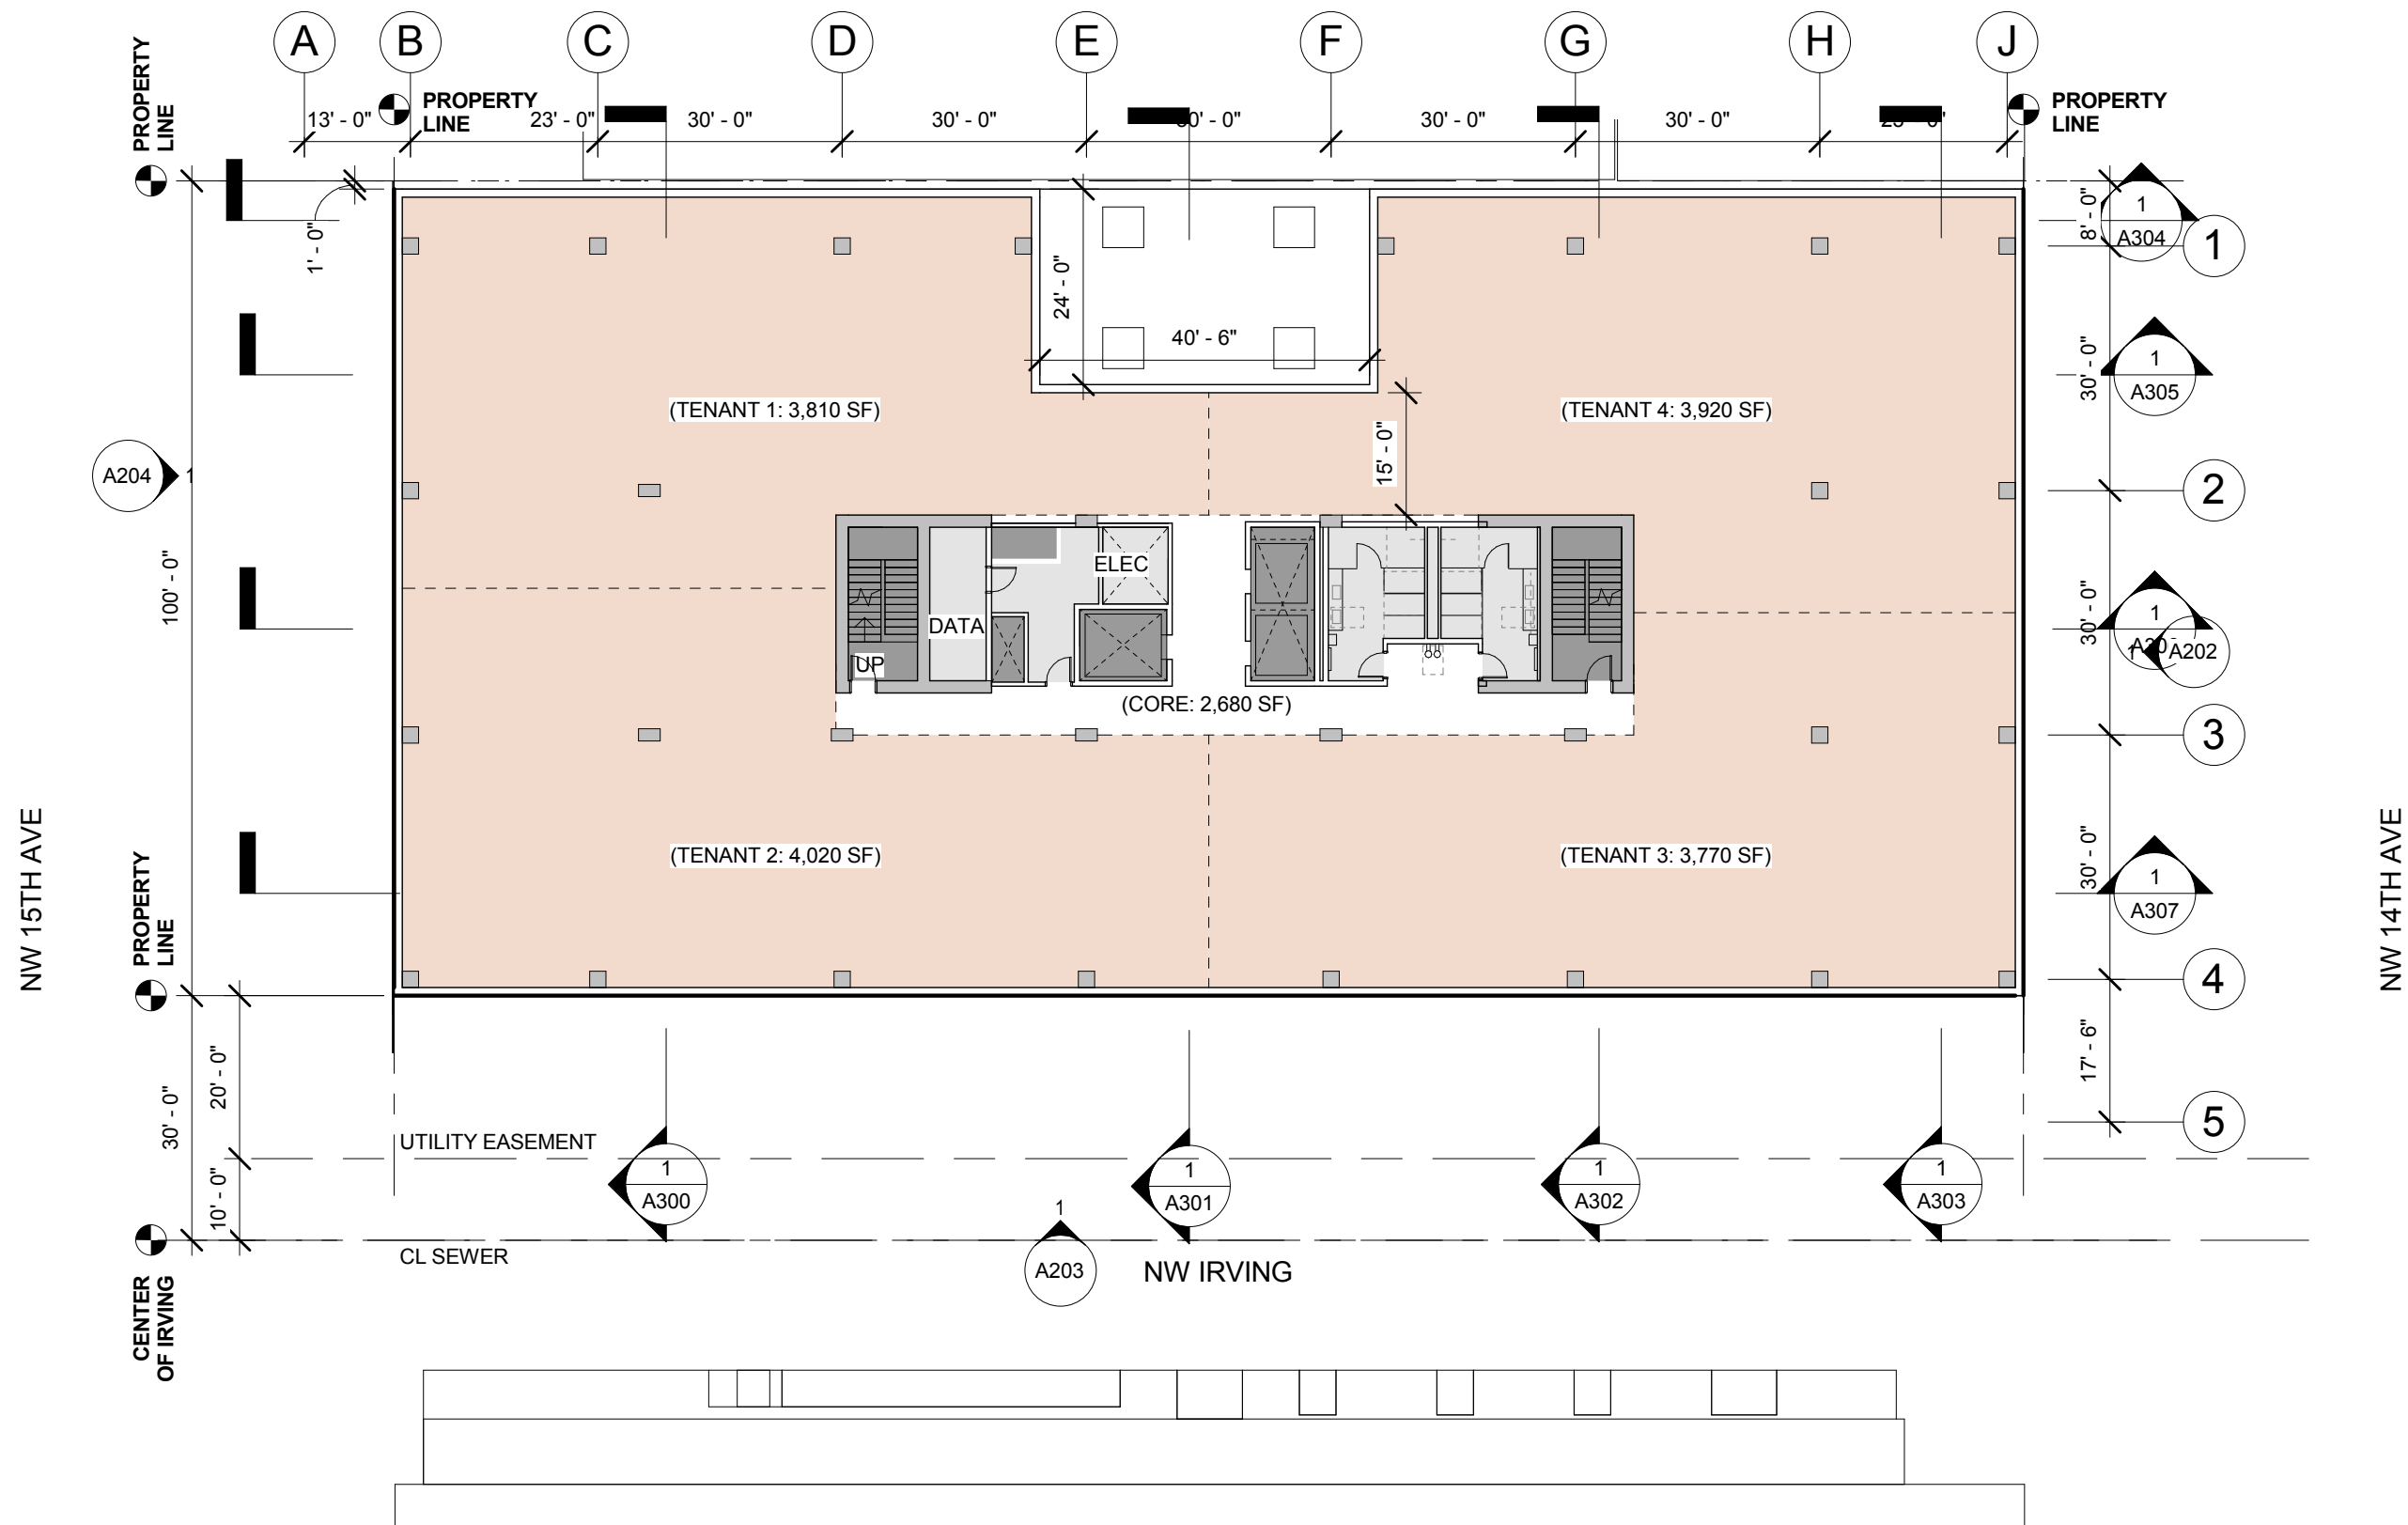 A B C D E F G H J
PROPERTY
LINE
PROPERTY
LINE
PROPERTY
LINE
13' - 0" 23' - 0" 30' - 0" 30' - 0" 30' - 0" 30' - 0"
8' - 0"
1
A304
1
1' - 0"
24' - 0"
40' - 6"
30' - 0"
1
A305
(TENANT 1: 3,810 SF)
(TENANT 4: 3,920 SF)
15' - 0"
A204
1
2
100' - 0"
ELEC
DATA
UP
30' - 0"
1
1
A202
(CORE: 2,680 SF)
3
NW 15TH AVE
NW 14TH AVE
(TENANT 2: 4,020 SF)
(TENANT 3: 3,770 SF)
30' - 0"
1
A307
PROPERTY
LINE
4
20' - 0"
17' - 6"
30' - 0"
5
UTILITY EASEMENT
10' - 0"
1
A300
1
A301
1
A302
1
A303
1
A203
CL SEWER
NW IRVING
CENTER
OF IRVING